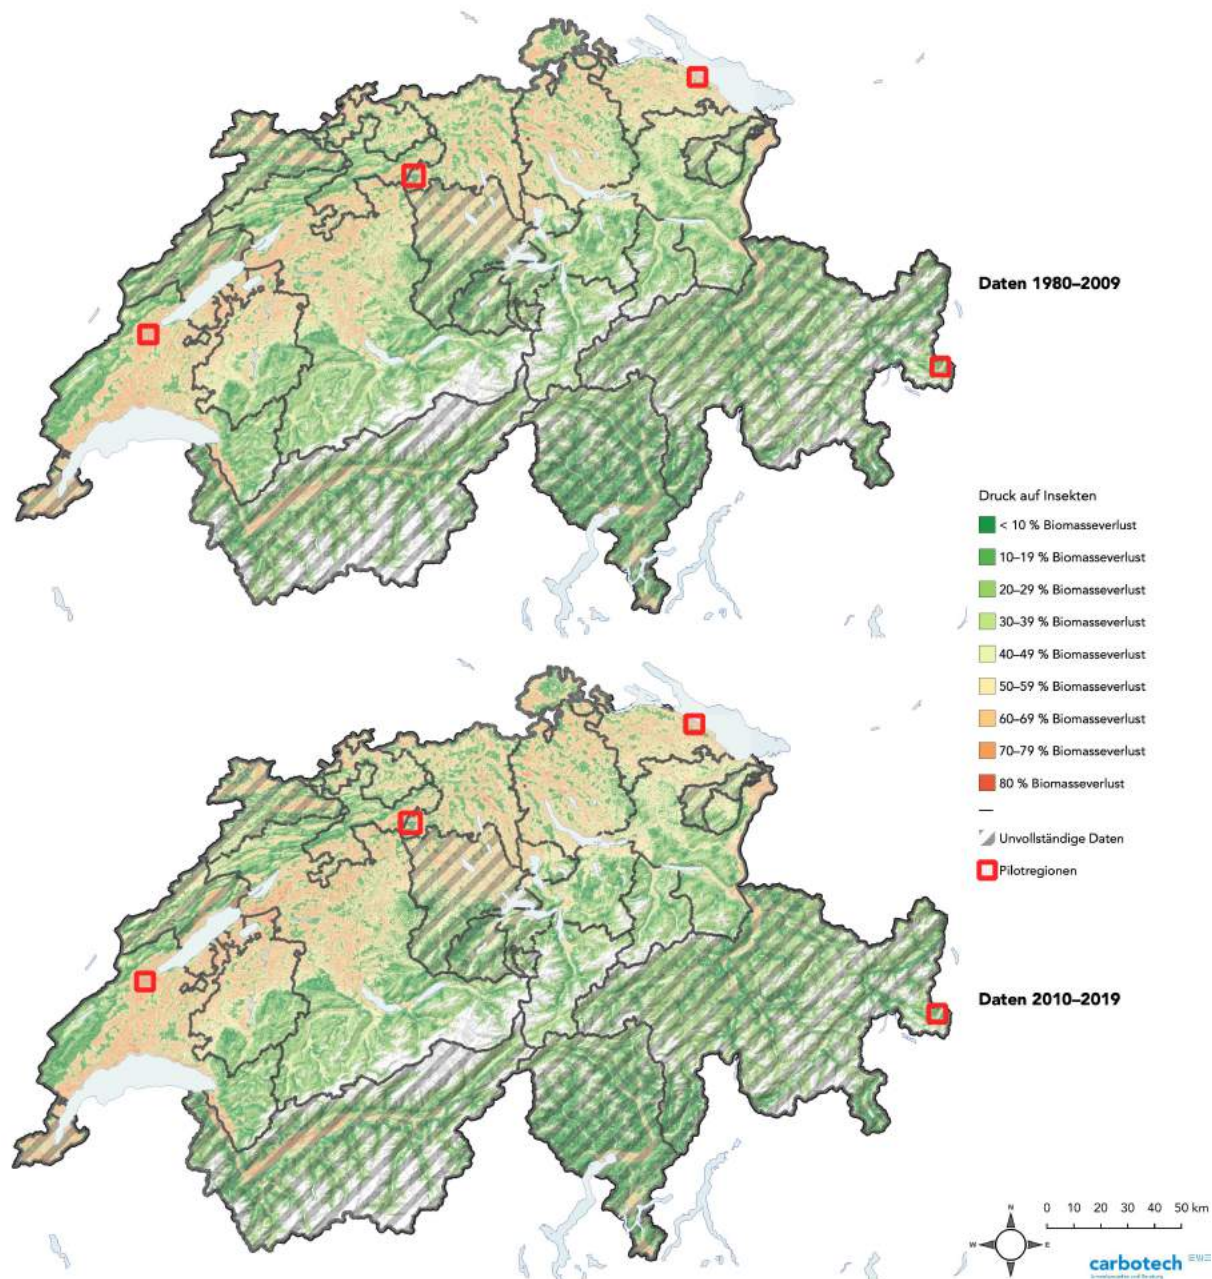 Daten 1980–2009
Druck auf Insekten
< 10 % Biomasseverlust
10–19 % Biomasseverlust
20–29 % Biomasseverlust
30–39 % Biomasseverlust
40–49 % Biomasseverlust
50–59 % Biomasseverlust
60–69 % Biomasseverlust
70–79 % Biomasseverlust
80 % Biomasseverlust
Unvollständige Daten
Pilotregionen
Daten 2010–2019
N
W E
S
0 10 20 30 40 50 km
carbotech